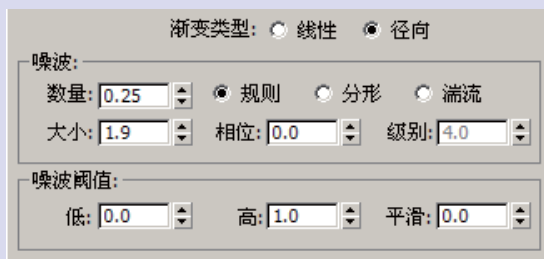 渐变类型: 线性 径向
噪波:
数量: 0.25 规则 分形 湍流
大小: 1.9 相位: 0.0 级别: 4.0
噪波阈值:
低: 0.0 高: 1.0 平滑: 0.0